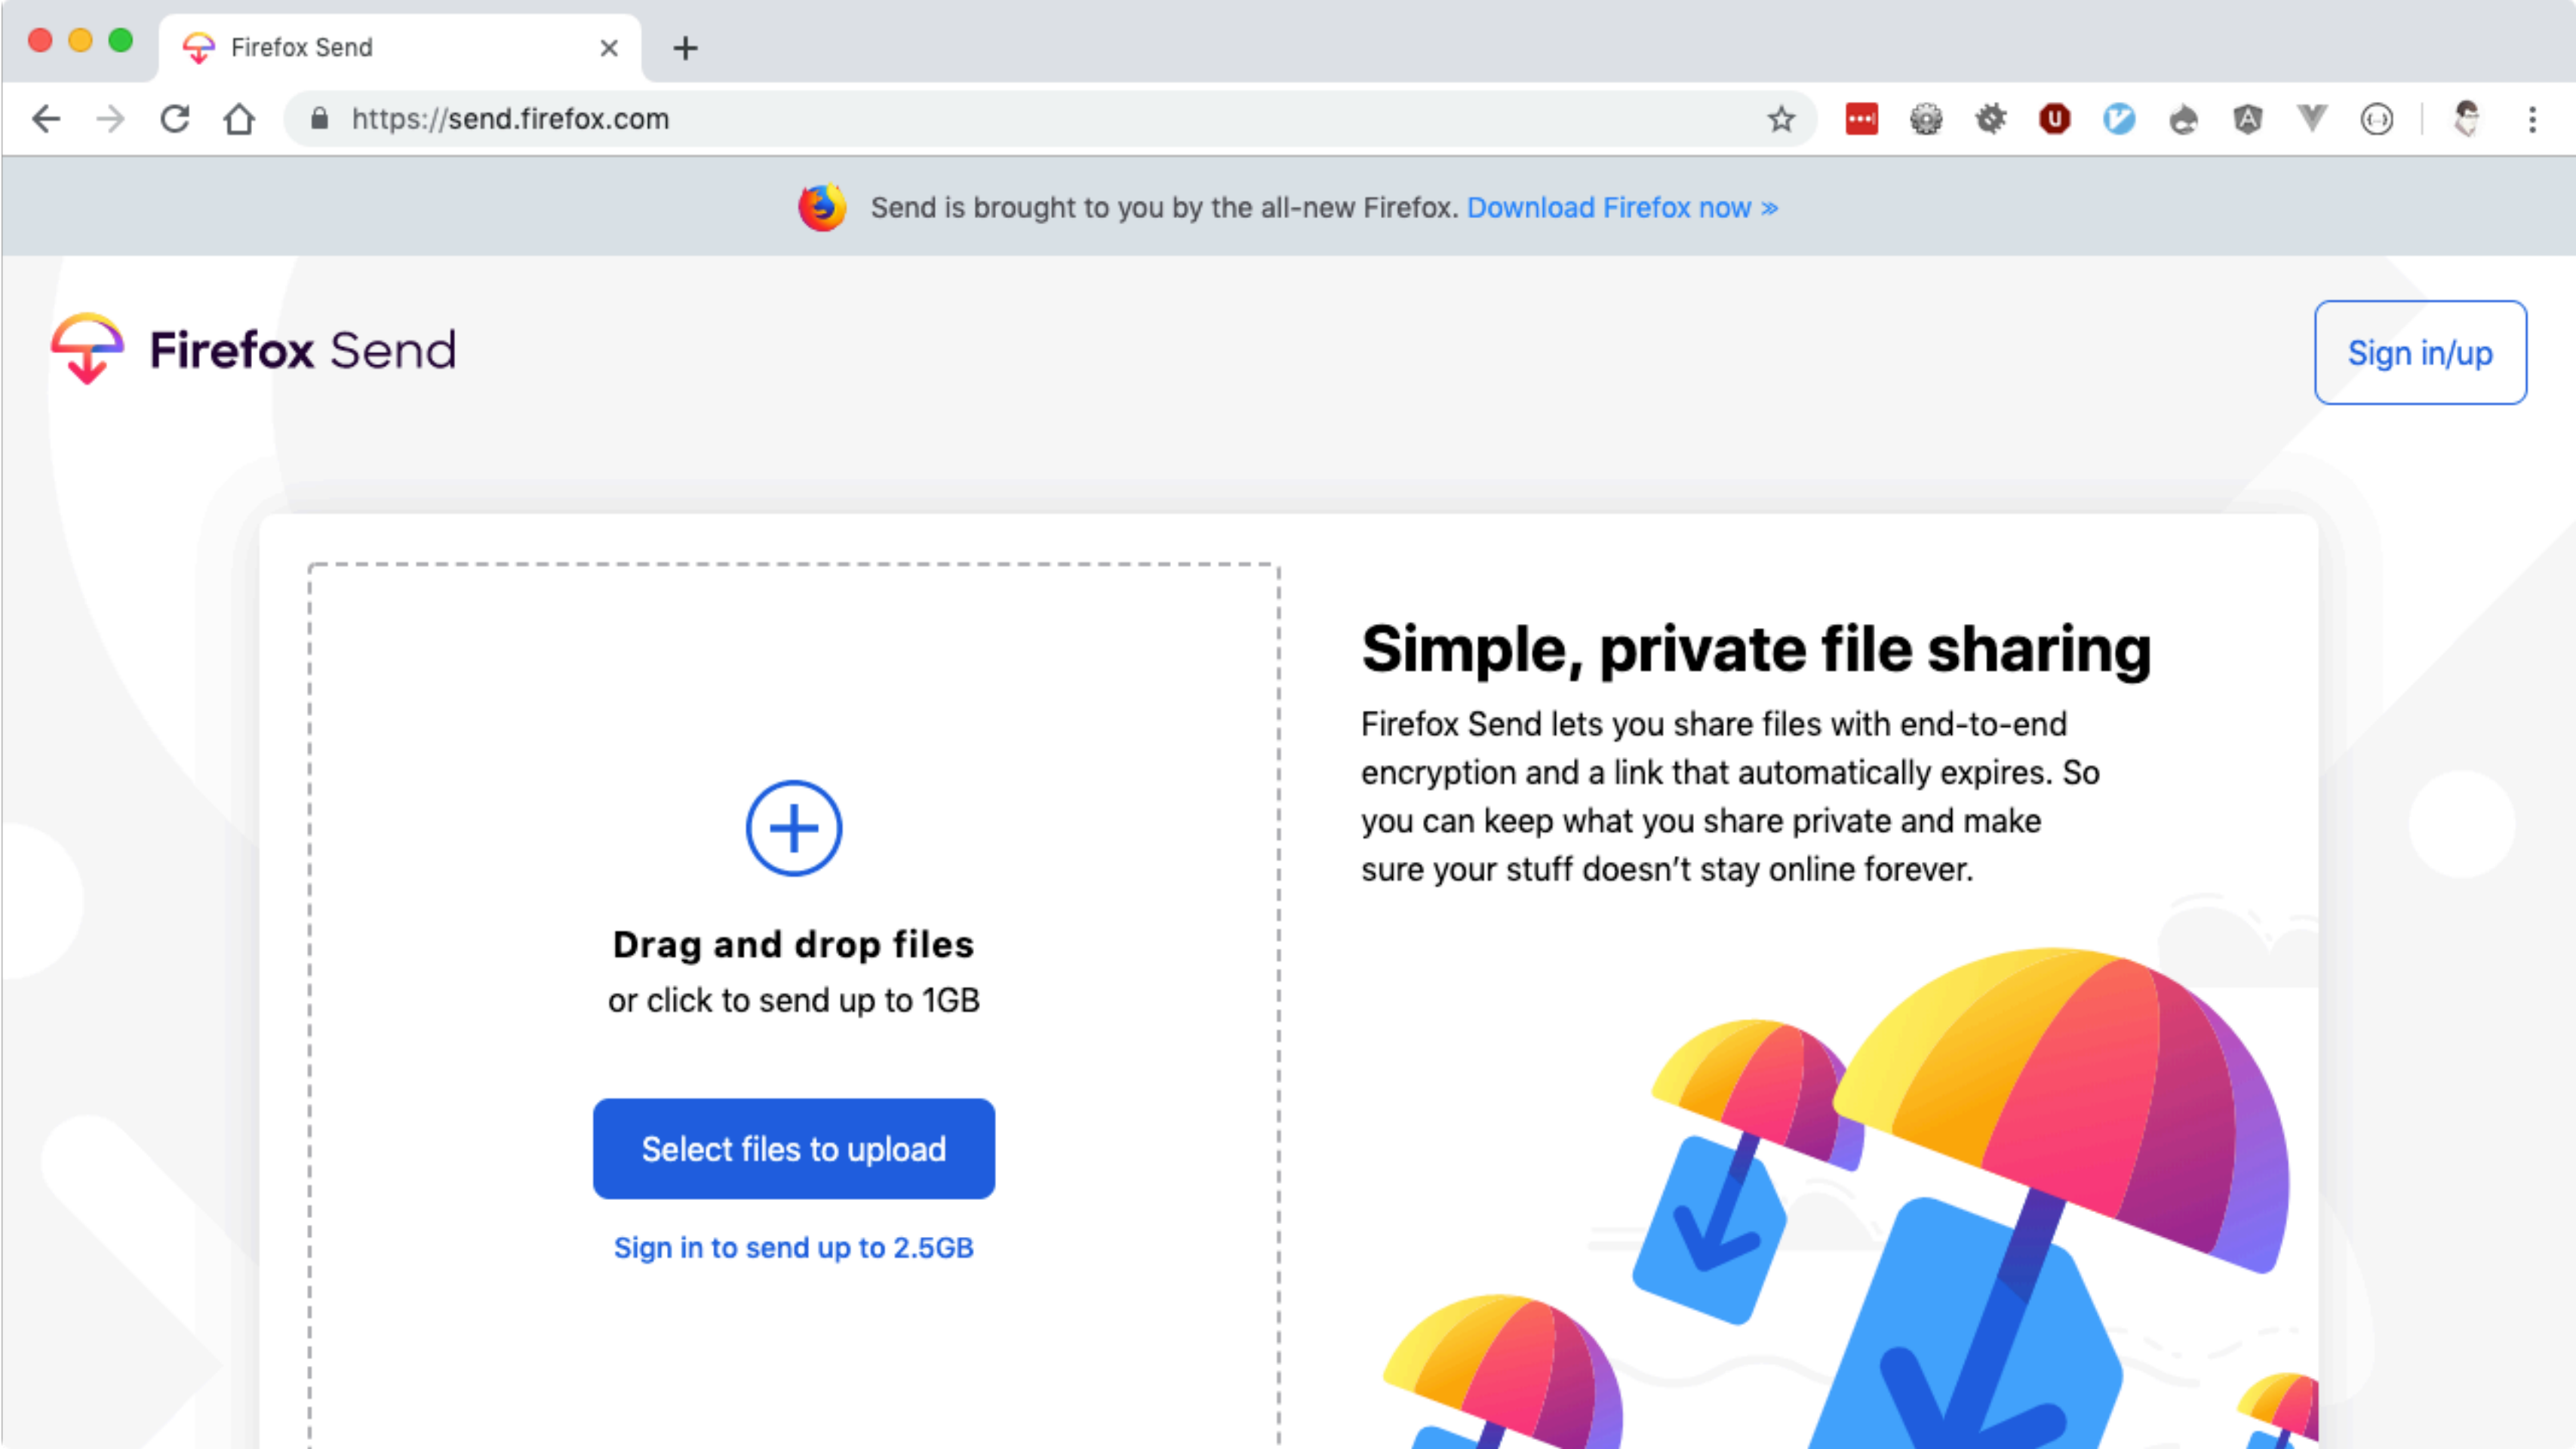 Firefox Send
https://send.firefox.com
Send is brought to you by the all-new Firefox. Download Firefox now »
Firefox Send
Sign in/up
Drag and drop files
or click to send up to 1GB
Select files to upload
Sign in to send up to 2.5GB
Simple, private file sharing
Firefox Send lets you share files with end-to-end
encryption and a link that automatically expires. So
you can keep what you share private and make
sure your stuff doesn’t stay online forever.